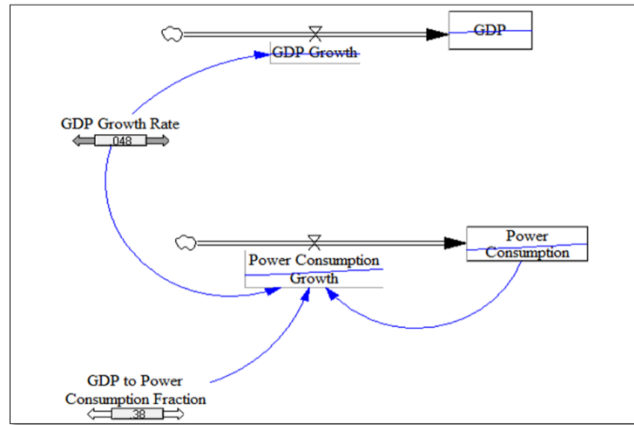 GDP
GDP Growth
GDP Growth Rate
.048
Power
Consumption
Power Consumption
Growth
GDP to Power
Consumption Fraction
.38